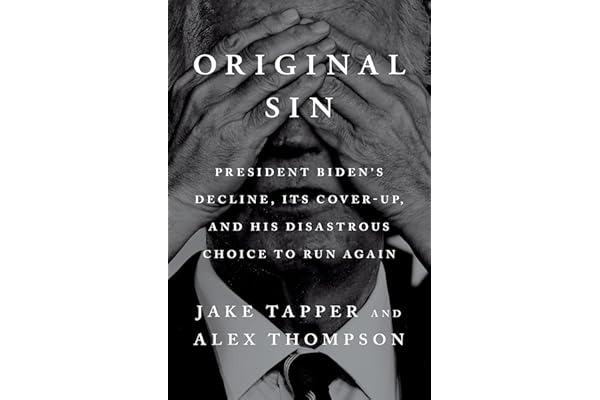 ORIGINAL
SIN
PRESIDENT BIDEN'S
DECLINE, ITS COVER-UP,
AND HIS DISASTROUS
CHOICE TO RUN AGAIN
JAKE TAPPER AND
ALEX THOMPSON